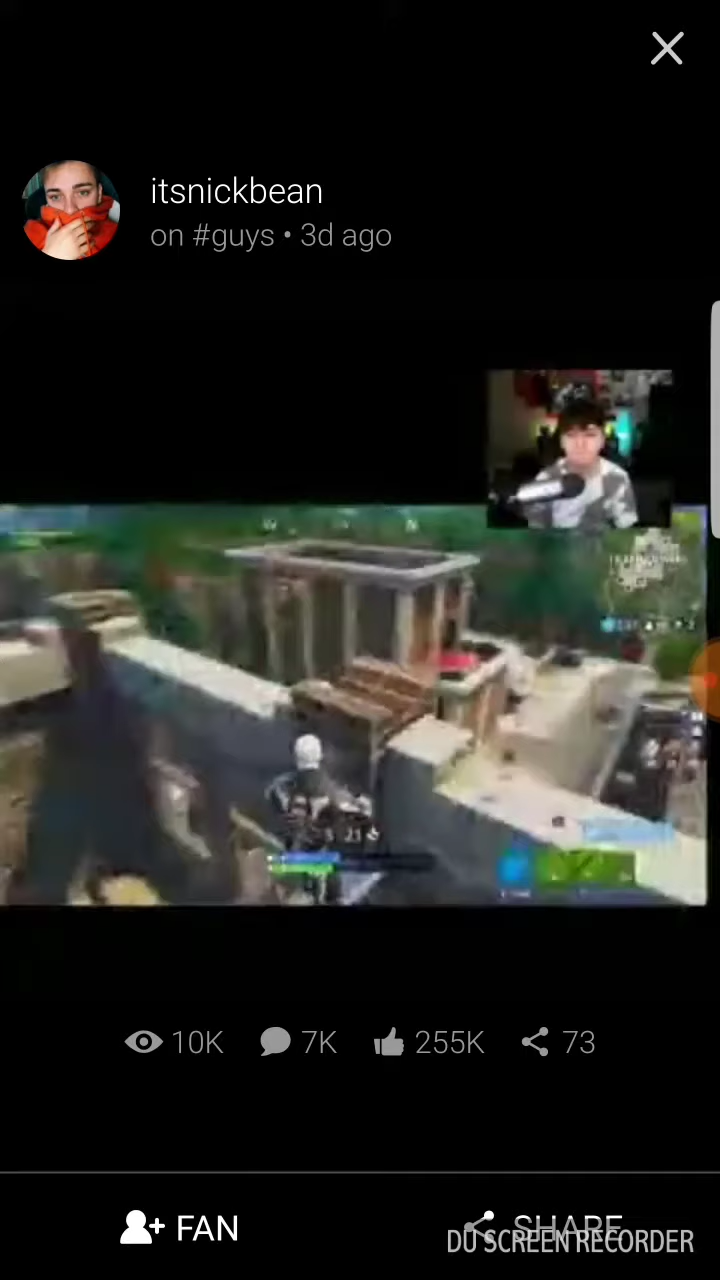 itsnickbean
on #guys • 3d ago
10K 7K 255K 73
FAN
SHARE
DU SCREEN RECORDER